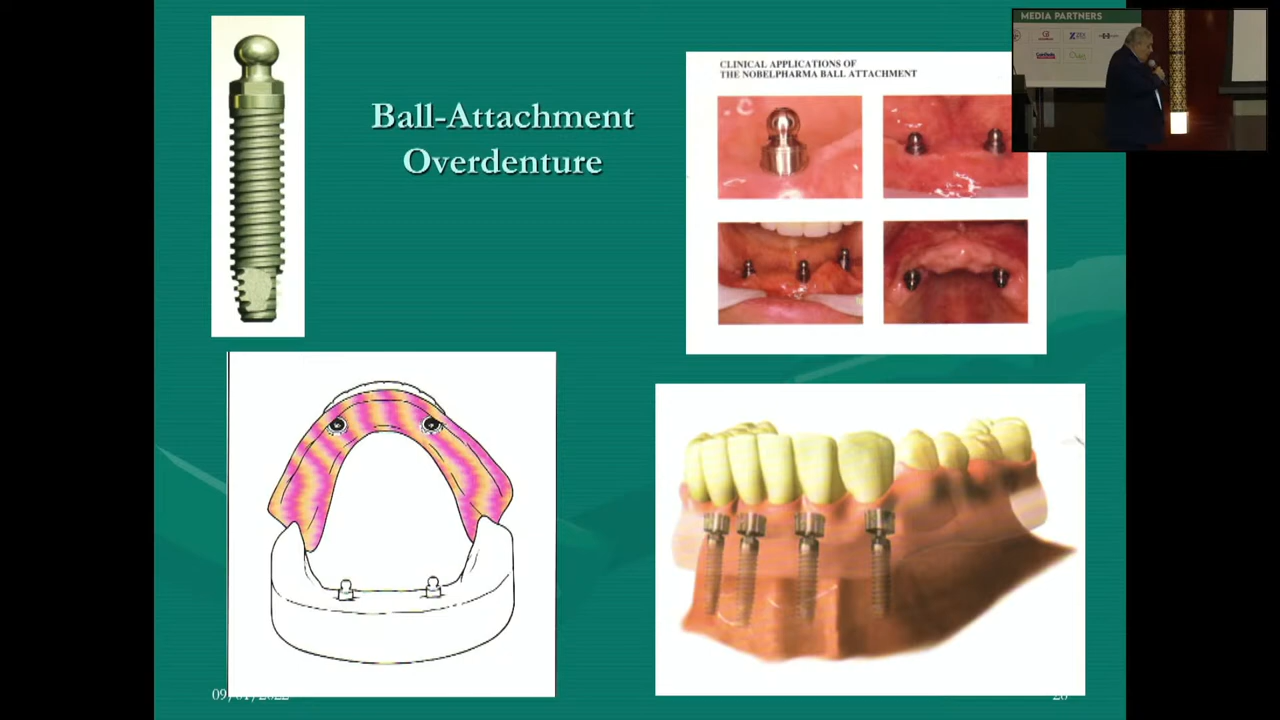 Ball-Attachment
Overdenture
CLINICAL APPLICATIONS OF
THE NOBELPHARMA BALL ATTACHMENT
MEDIA PARTNERS